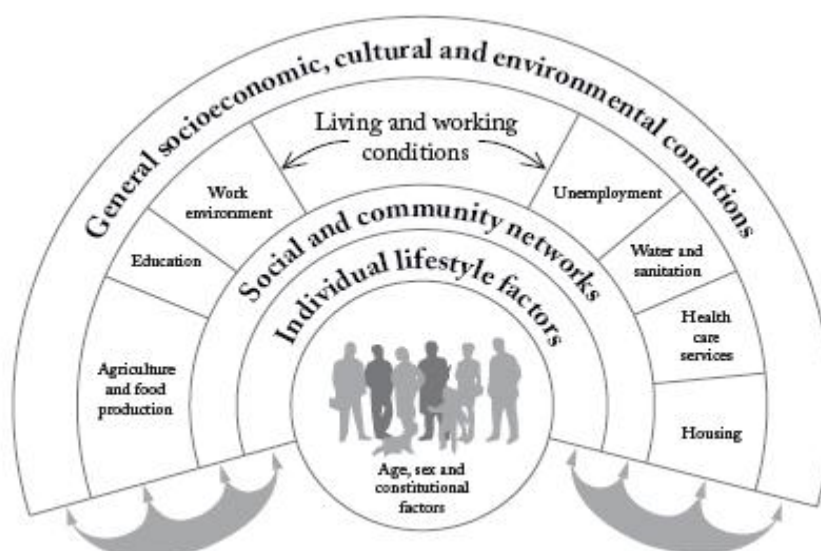 General socioeconomic, cultural and environmental conditions
Living and working
conditions
Work
environment
Unemployment
Education
Water and
sanitation
Agriculture
and food
production
Health
care
services
Housing
Social and community networks
Individual lifestyle factors
Age, sex and
constitutional
factors